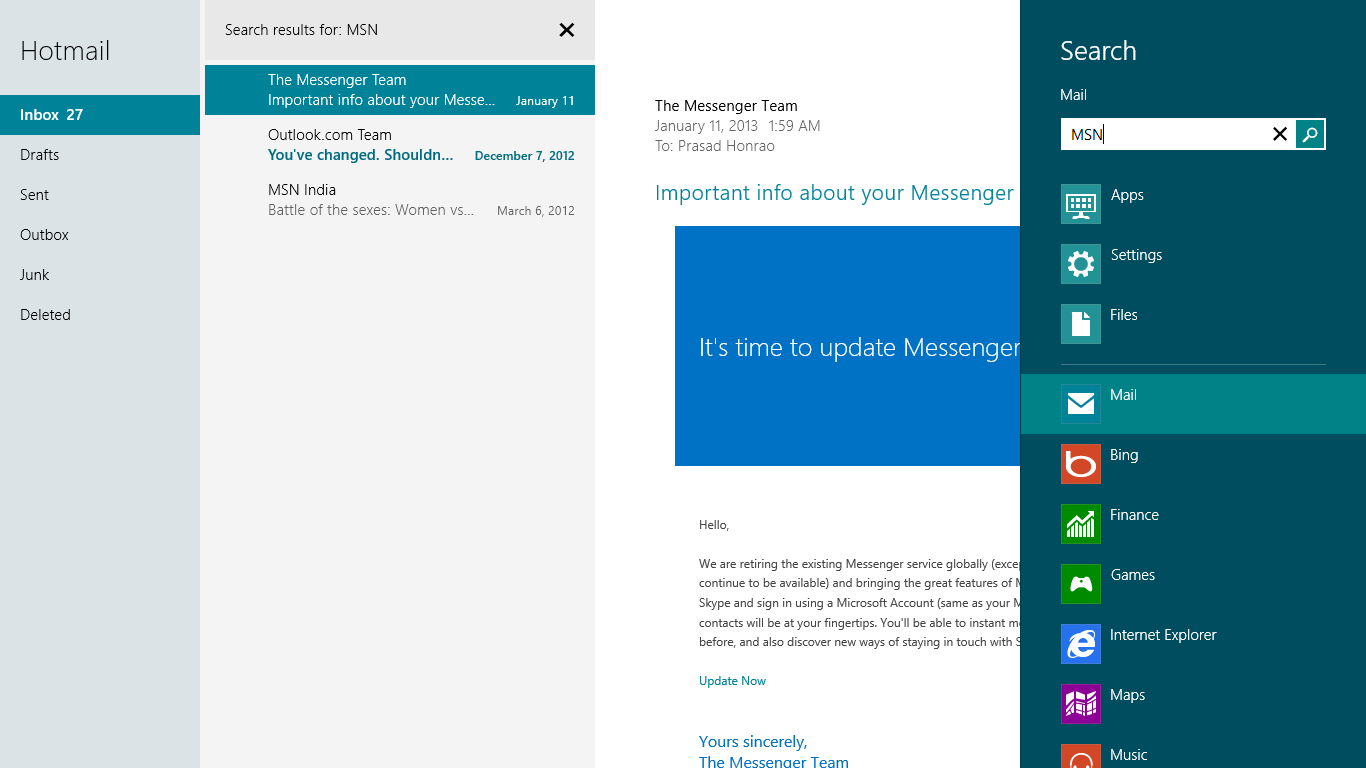 Hotmail
Inbox 27
Drafts
Sent
Outbox
Junk
Deleted
Search results for: MSN
The Messenger Team
Important info about your Messe... January 11
Outlook.com Team
You've changed. Shouldn... December 7, 2012
MSN India
Battle of the sexes: Women vs... March 6, 2012
The Messenger Team
January 11, 2013 1:59 AM
To: Prasad Honrao
Important info about your Messenger
It's time to update Messenger
Hello,
We are retiring the existing Messenger service globally (excep
continue to be available) and bringing the great features of M
Skype and sign in using a Microsoft Account (same as your M
contacts will be at your fingertips. You'll be able to instant me
before, and also discover new ways of staying in touch with S
Update Now
Yours sincerely,
The Messenger Team
Search
Mail
MSN
Apps
Settings
Files
Mail
Bing
Finance
Games
Internet Explorer
Maps
Music